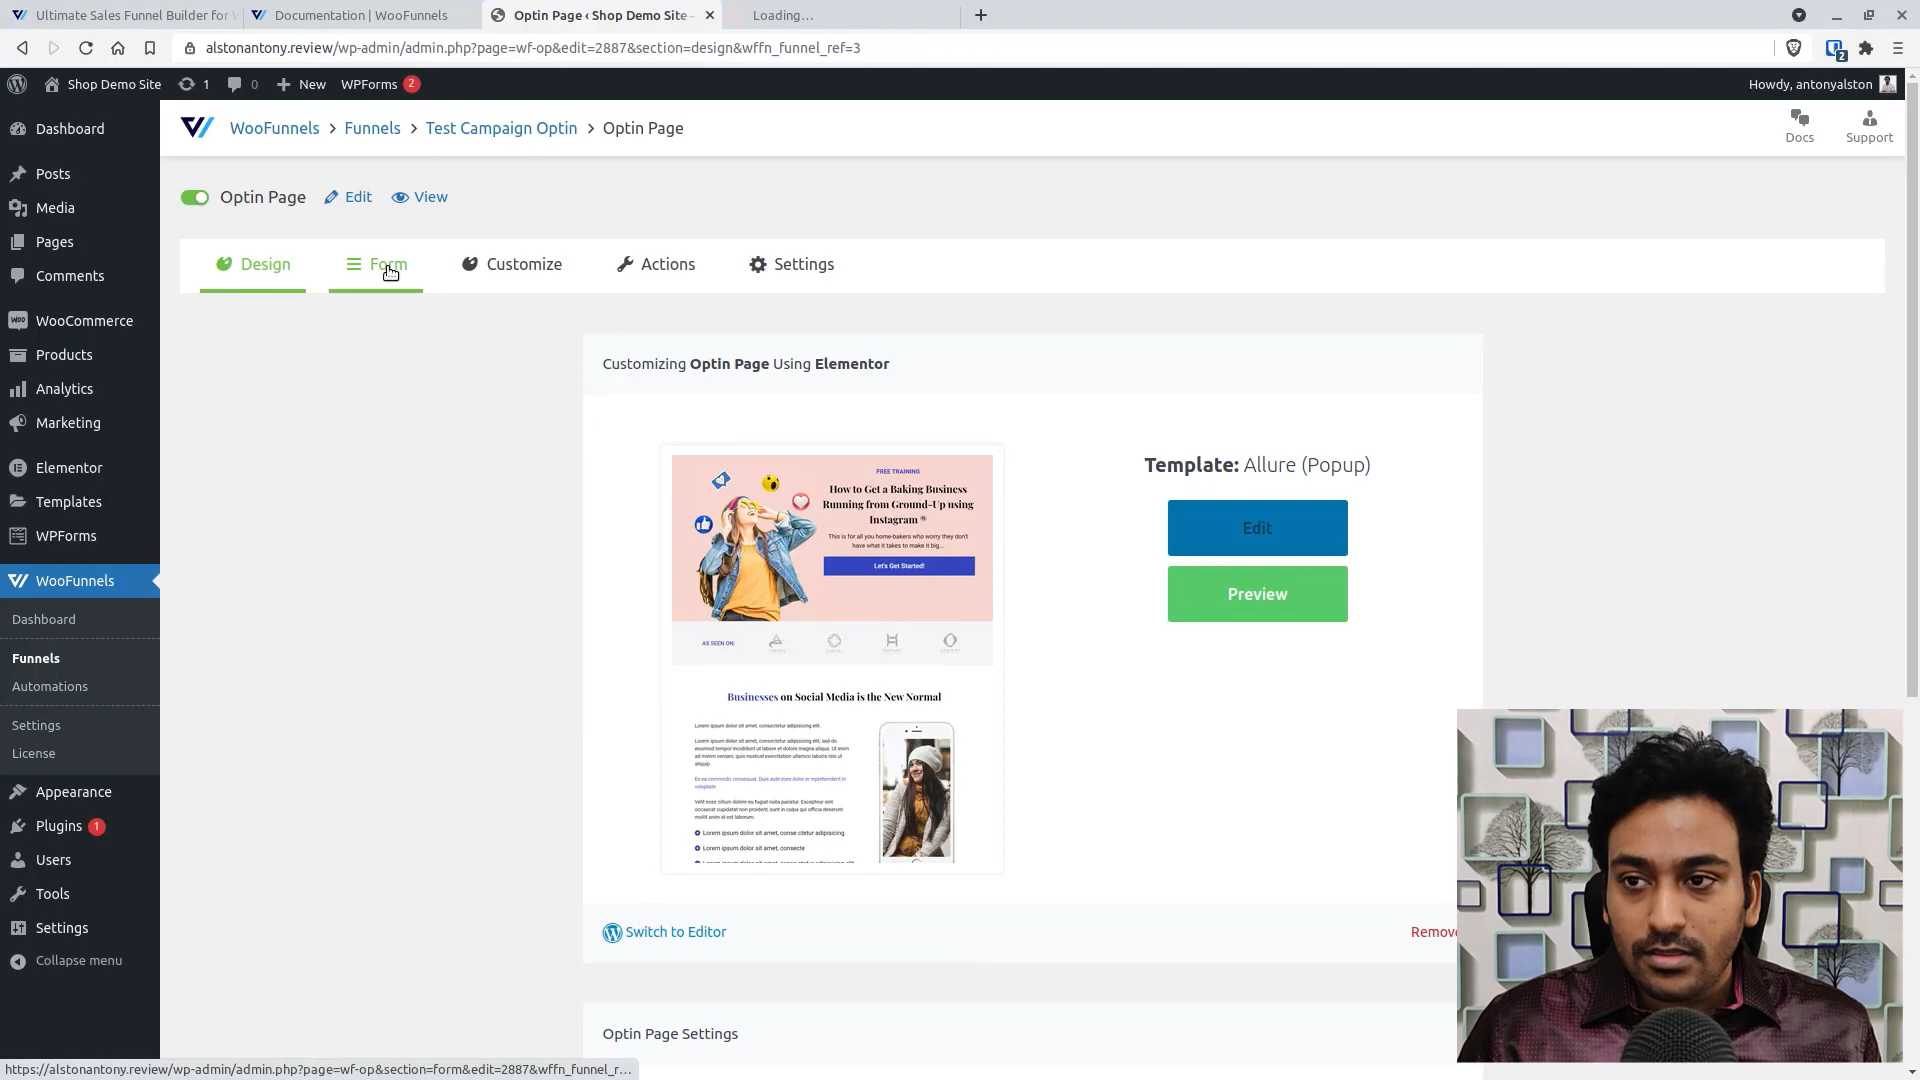 Ultimate Sales Funnel Builder for W
Documentation | WooFunnels
Optin Page ‹ Shop Demo Site –
Loading...
alstonantony.review/wp-admin/admin.php?page=wf-op&edit=2887&section=design&wffn_funnel_ref=3
2
Shop Demo Site
1
0
New
WPForms
2
Howdy, antonyalston
WooFunnels > Funnels > Test Campaign Optin > Optin Page
Docs
Support
Optin Page
Edit
View
Design
Form
Customize
Actions
Settings
Dashboard
Posts
Media
Pages
Comments
WooCommerce
Products
Analytics
Marketing
Elementor
Templates
WPForms
WooFunnels
Dashboard
Funnels
Automations
Settings
License
Appearance
Plugins 1
Users
Tools
Settings
Collapse menu
Customizing Optin Page Using Elementor
FREE TRAINING
How to Get a Baking Business
Running from Ground-Up using
Instagram
This is for all you home-bakers who worry they don't
have what it takes to make it big...
Let's Get Started!
AS SEEN ON:
Businesses on Social Media is the New Normal
Lorem ipsum dolor sit amet, consectetur adipisicing elit.
Lorem ipsum dolor sit amet, consectetur adipisicing elit, sed do
eiusmod tempor incididunt ut labore et dolore magna aliqua. Ut enim
ad minim veniam, quis nostrud exercitation ullamco laboris nisi ut
aliquip.
Ex ea commodo consequat. Duis aute irure dolor in reprehenderit in
voluptate.
Velit esse cillum dolore eu fugiat nulla pariatur. Excepteur sint
occaecat cupidatat non proident, sunt in culpa qui officia deserunt
mollit anim id est laborum.
Lorem ipsum dolor sit amet, conse ctetur adipisicing
Lorem ipsum dolor sit amet, consecte
Template: Allure (Popup)
Edit
Preview
Switch to Editor
Remove
Optin Page Settings
https://alstonantony.review/wp-admin/admin.php?page=wf-op&section=form&edit=2887&wffn_funnel_r...